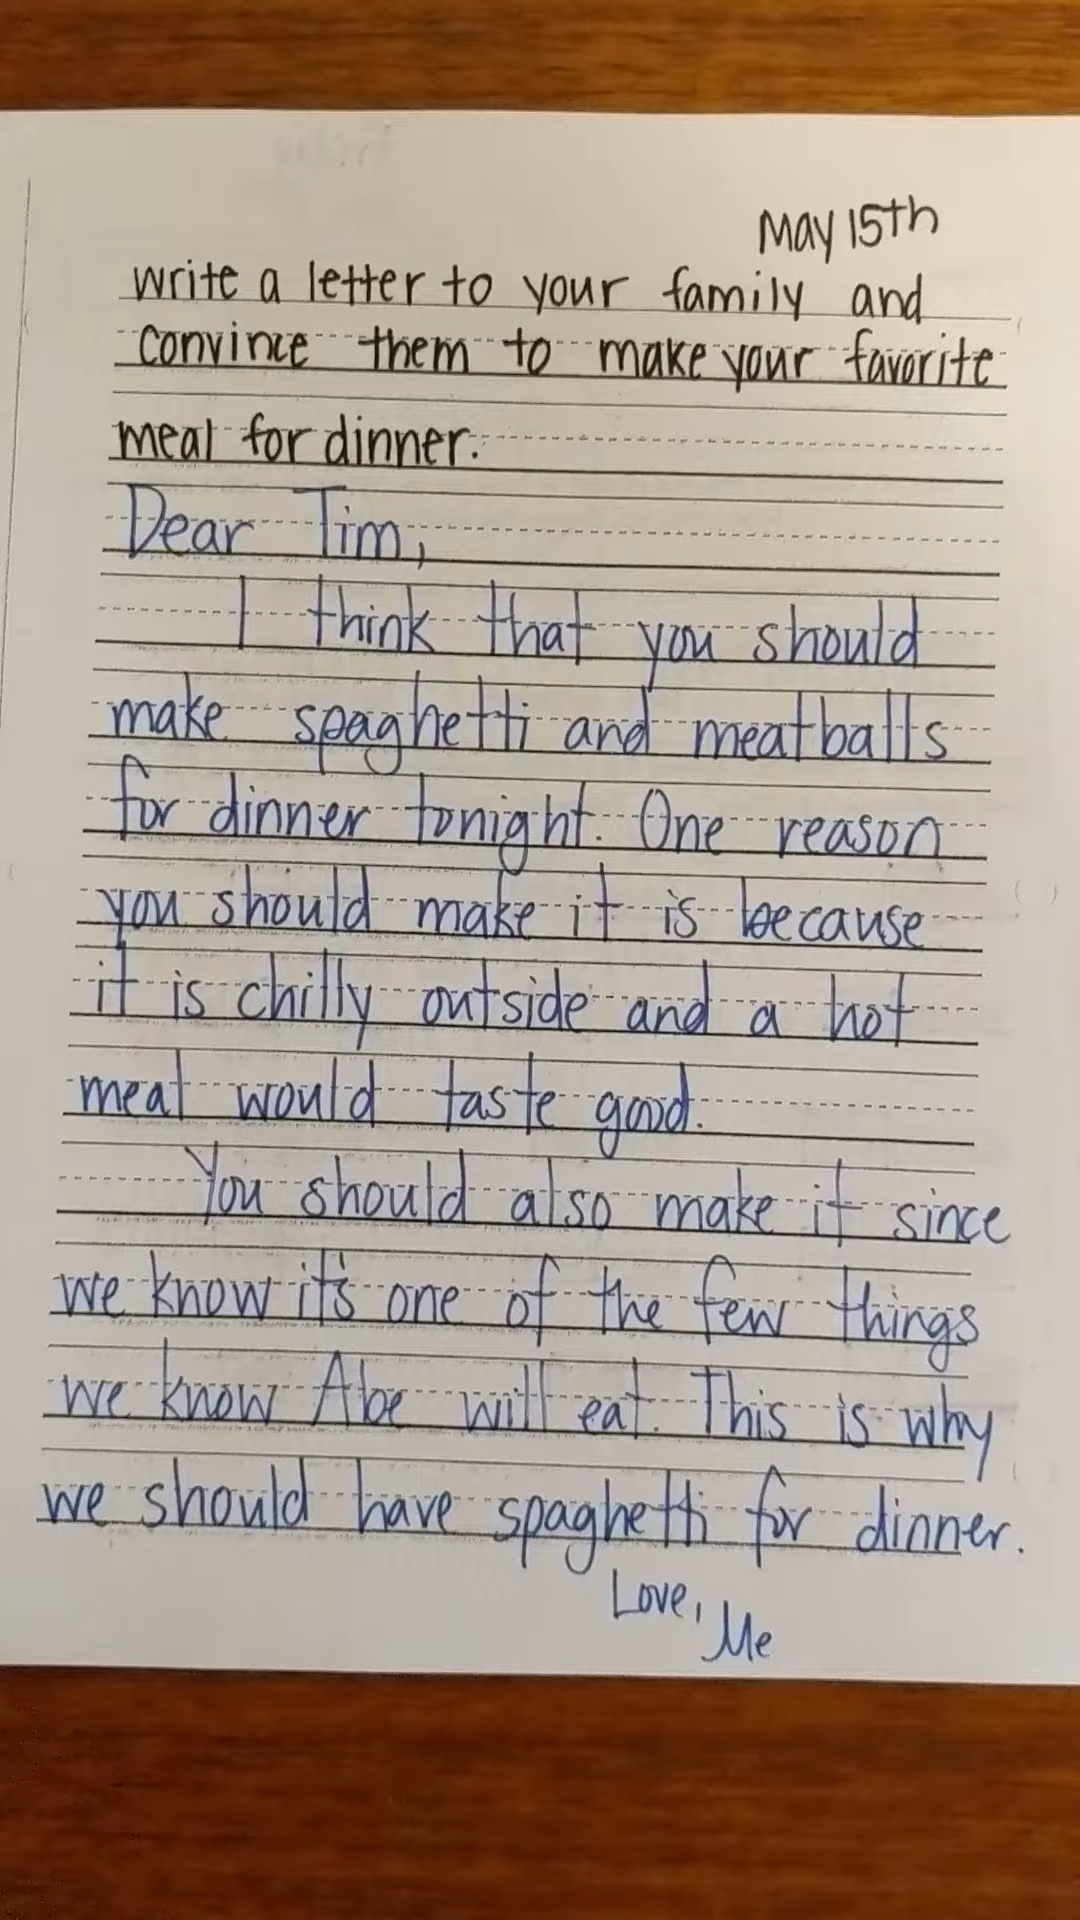 May 15th
write a letter to your family and
convince them to make your favorite
meal for dinner.
Dear Tim,
I think that you should
make spaghetti and meatballs
for dinner tonight. One reason
you should make it is because
it is chilly outside and a hot
meal would taste good.
You should also make it since
we know it's one of the few things
we know Abe will eat. This is why
we should have spaghetti for dinner.
Love,
Me